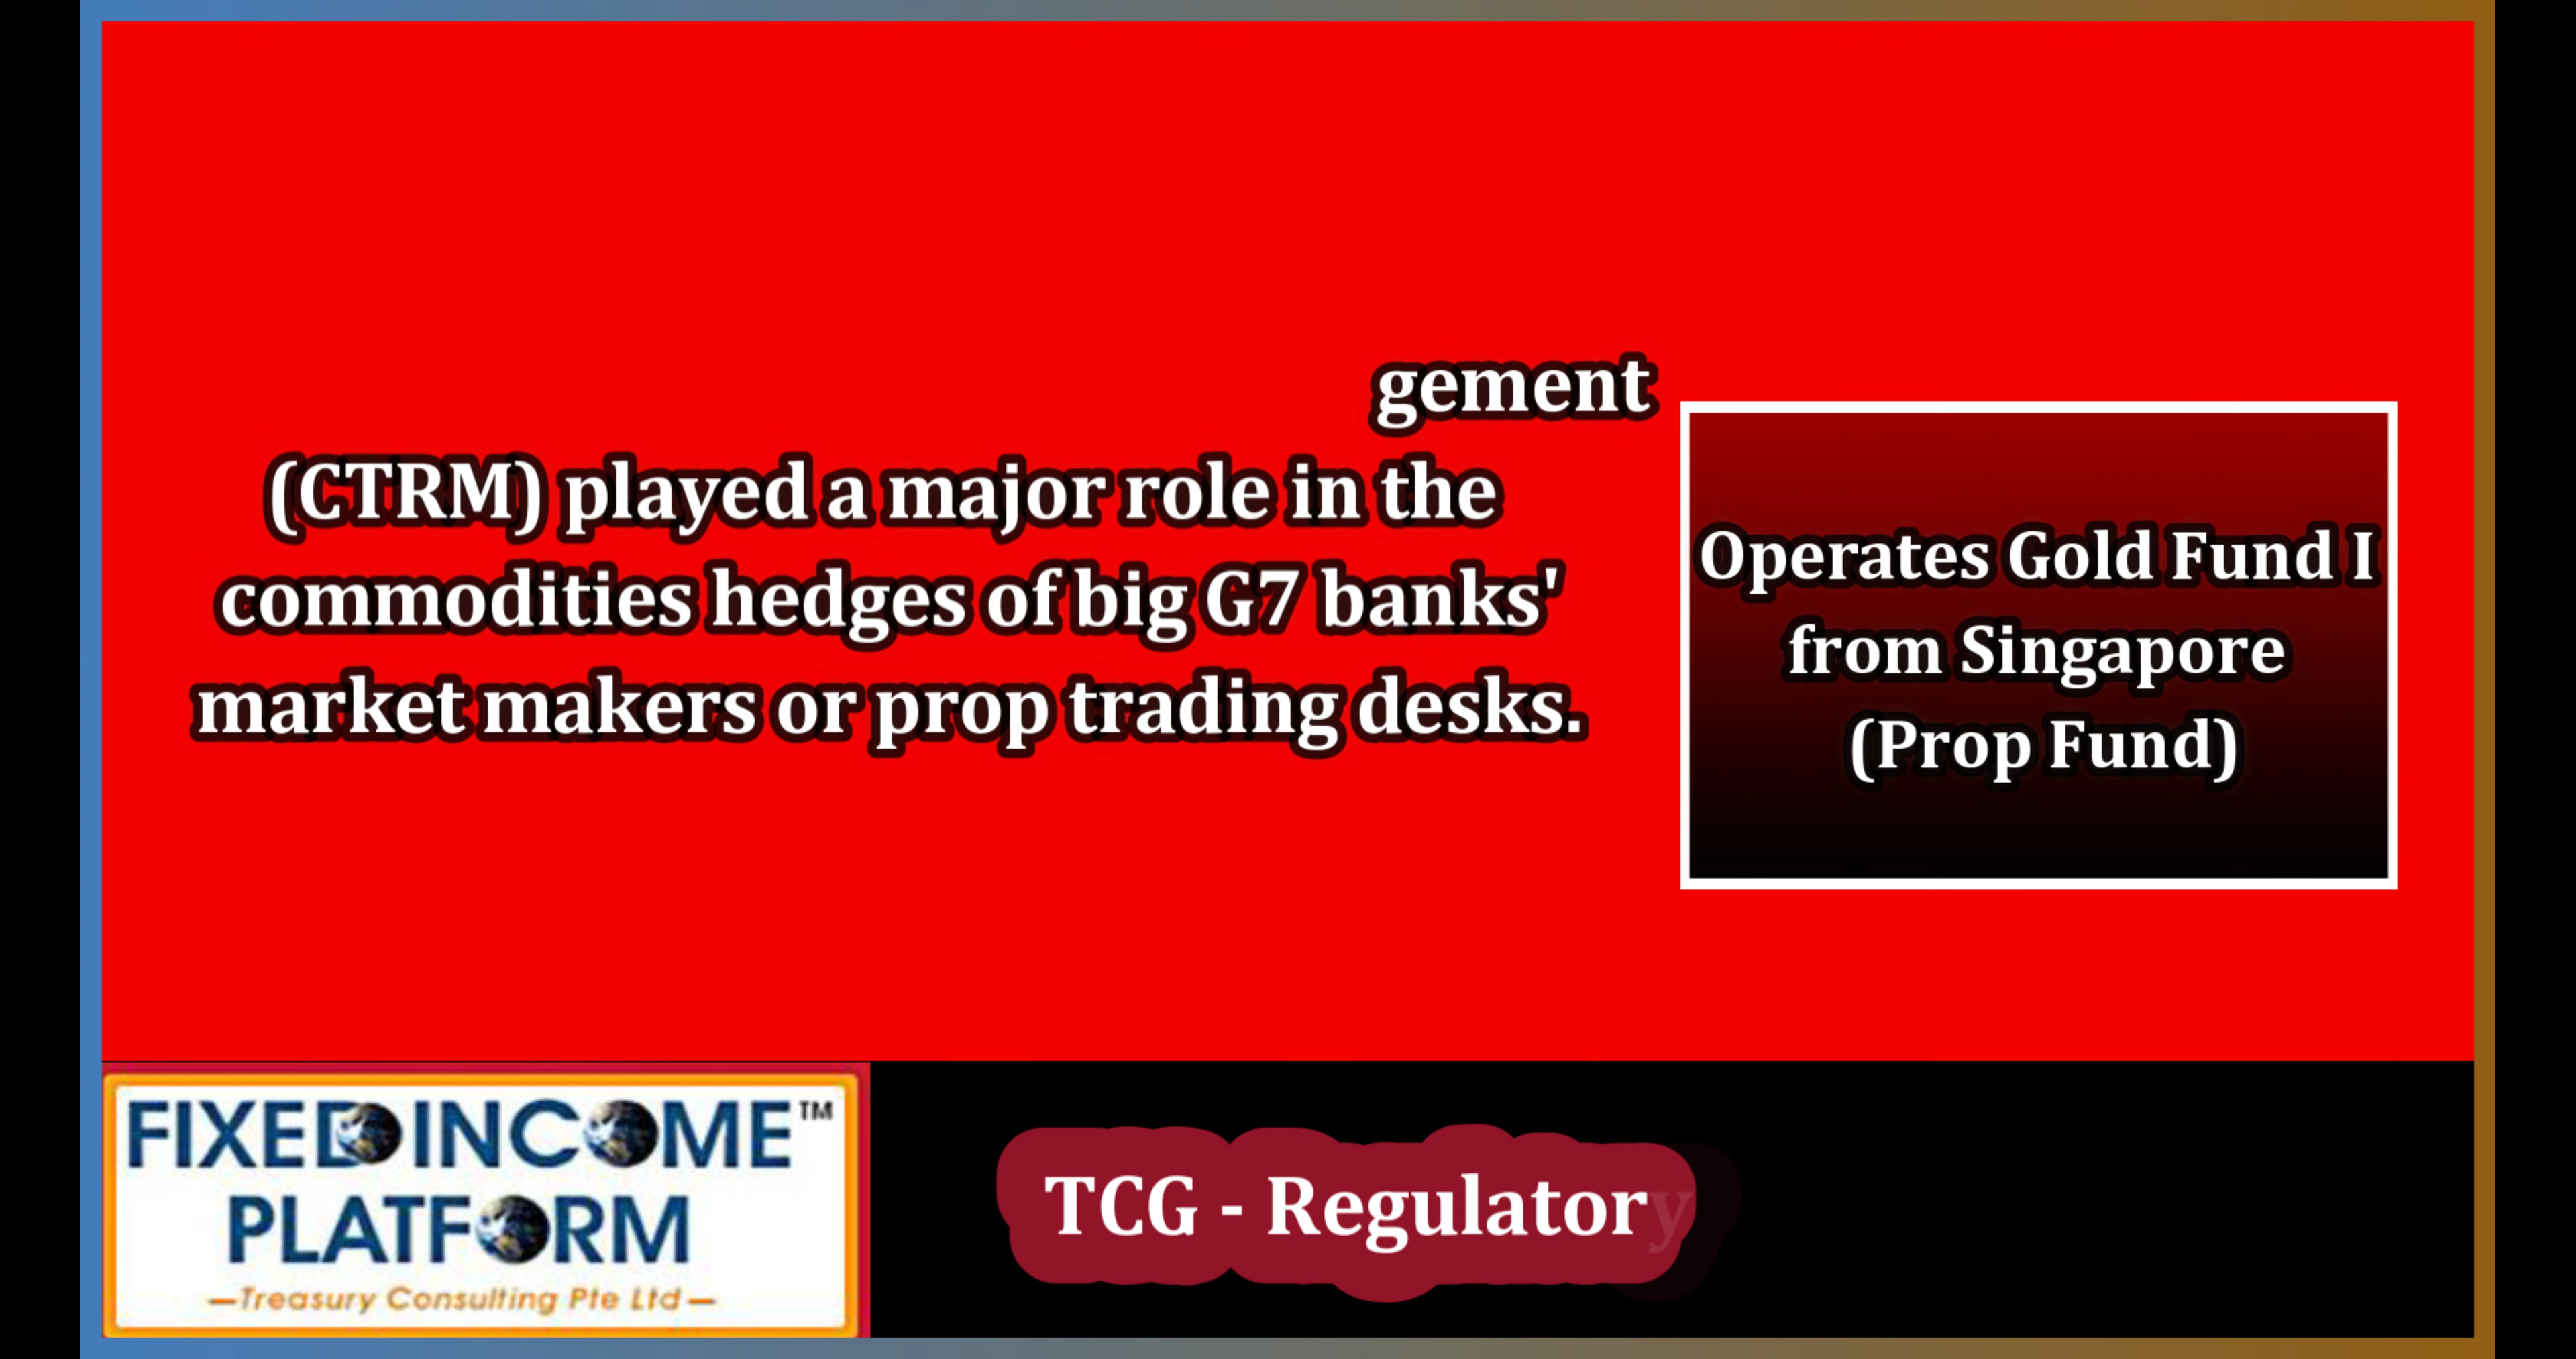 gement
(CTRM) played a major role in the
commodities hedges of big G7 banks'
market makers or prop trading desks.
Operates Gold Fund I
from Singapore
(Prop Fund)
FIXED INCOME™
PLATFORM
—Treasury Consulting Pte Ltd—
TCG - Regulatory